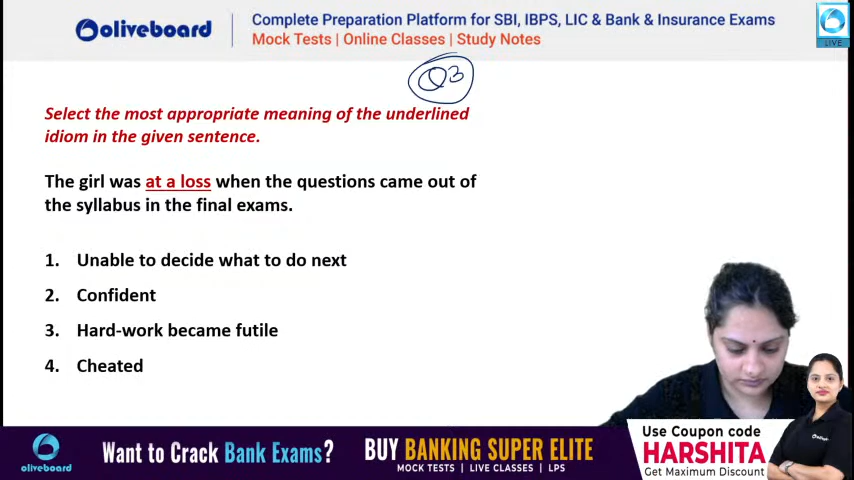 oliveboard
Complete Preparation Platform for SBI, IBPS, LIC & Bank & Insurance Exams
Mock Tests | Online Classes | Study Notes
LIVE
Q3
Select the most appropriate meaning of the underlined
idiom in the given sentence.
The girl was at a loss when the questions came out of
the syllabus in the final exams.
1. Unable to decide what to do next
2. Confident
3. Hard-work became futile
4. Cheated
oliveboard
Want to Crack Bank Exams?
BUY BANKING SUPER ELITE
MOCK TESTS | LIVE CLASSES | LPS
Use Coupon code
HARSHITA
Get Maximum Discount